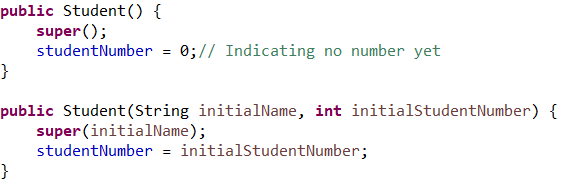 public Student() {
    super();
    studentNumber = 0;// Indicating no number yet
}

public Student(String initialName, int initialStudentNumber) {
    super(initialName);
    studentNumber = initialStudentNumber;
}